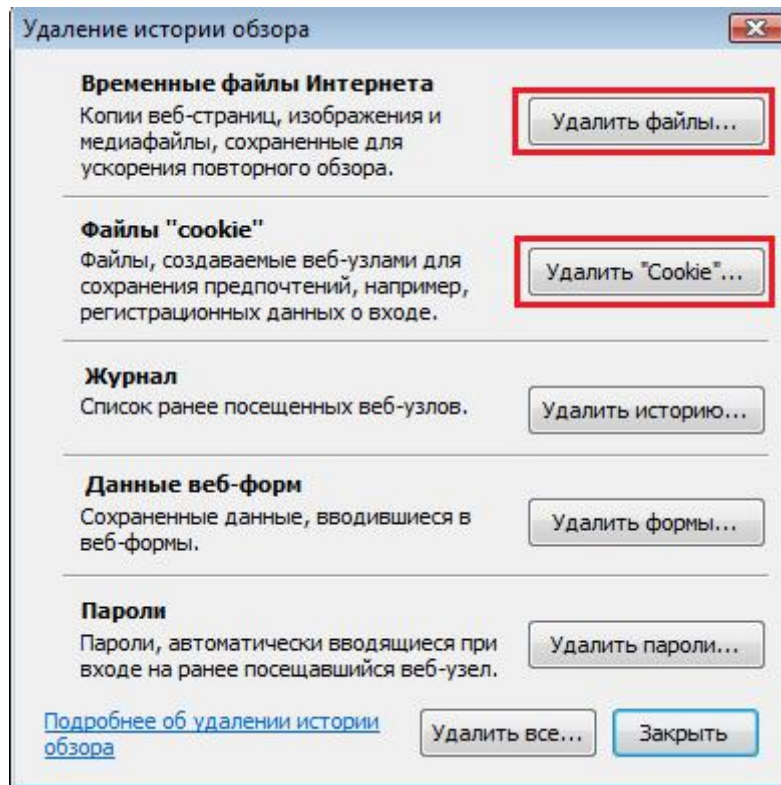 Удаление истории обзора
Временные файлы Интернета
Копии веб-страниц, изображения и
медиафайлы, сохраненные для
ускорения повторного обзора.
Удалить файлы...
Файлы "cookie"
Файлы, создаваемые веб-узлами для
сохранения предпочтений, например,
регистрационных данных о входе.
Удалить "Cookie"...
Журнал
Список ранее посещенных веб-узлов.
Удалить историю...
Данные веб-форм
Сохраненные данные, вводившиеся в
веб-формы.
Удалить формы...
Пароли
Пароли, автоматически вводящиеся при
входе на ранее посещавшийся веб-узел.
Удалить пароли...
Подробнее об удалении истории
обзора
Удалить все...
Закрыть